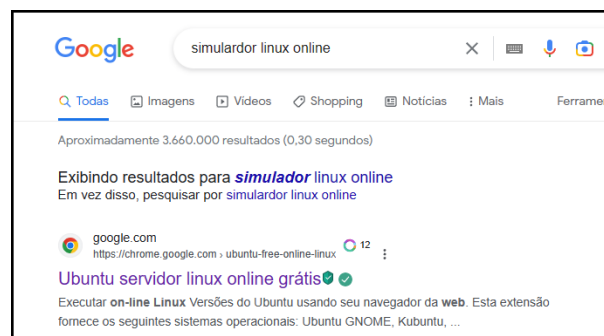 Google
simulardor linux online
Todas Imagens Vídeos Shopping Notícias Mais Ferrame
Aproximadamente 3.660.000 resultados (0,30 segundos)
Exibindo resultados para simulador linux online
Em vez disso, pesquisar por simulardor linux online
google.com
https://chrome.google.com › ubuntu-free-online-linux 12
Ubuntu servidor linux online grátis
Executar on-line Linux Versões do Ubuntu usando seu navegador da web. Esta extensão
fornece os seguintes sistemas operacionais: Ubuntu GNOME, Kubuntu, ...